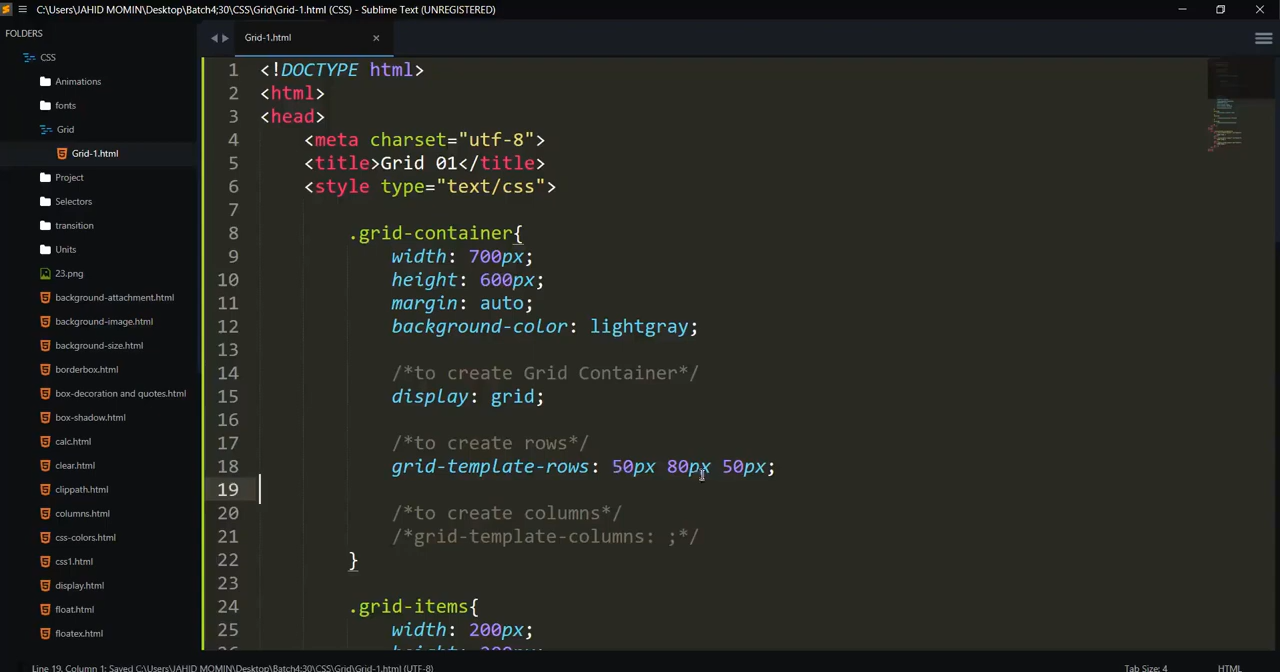 C:\Users\JAHID MOMIN\Desktop\Batch4;30\CSS\Grid\Grid-1.html (CSS) - Sublime Text (UNREGISTERED)
FOLDERS
CSS
Animations
fonts
Grid
Grid-1.html
Project
Selectors
transition
Units
23.png
background-attachment.html
background-image.html
background-size.html
borderbox.html
box-decoration and quotes.html
box-shadow.html
calc.html
clear.html
clippath.html
columns.html
css-colors.html
css1.html
display.html
float.html
floatex.html
Grid-1.html
1 <!DOCTYPE html>
2 <html>
3 <head>
4 <meta charset="utf-8">
5 <title>Grid 01</title>
6 <style type="text/css">
7
8 .grid-container{
9 width: 700px;
10 height: 600px;
11 margin: auto;
12 background-color: lightgray;
13
14 /*to create Grid Container*/
15 display: grid;
16
17 /*to create rows*/
18 grid-template-rows: 50px 80px 50px;
19
20 /*to create columns*/
21 /*grid-template-columns: ;*/
22 }
23
24 .grid-items{
25 width: 200px;
Line 19, Column 1; Saved C:\Users\JAHID MOMIN\Desktop\Batch4;30\CSS\Grid\Grid-1.html (UTF-8)
Tab Size: 4
HTML